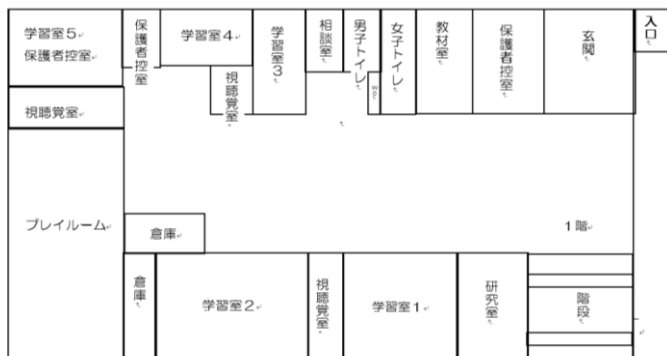 学習室5
保護者控室
保護者控室
学習室4
視聴覚室
学習室3
相談室
男子トイレ
女子トイレ
教材室
保護者控室
玄関
入口
視聴覚室
プレイルーム
倉庫
1階
倉庫
学習室2
視聴覚室
学習室1
研究室
階段